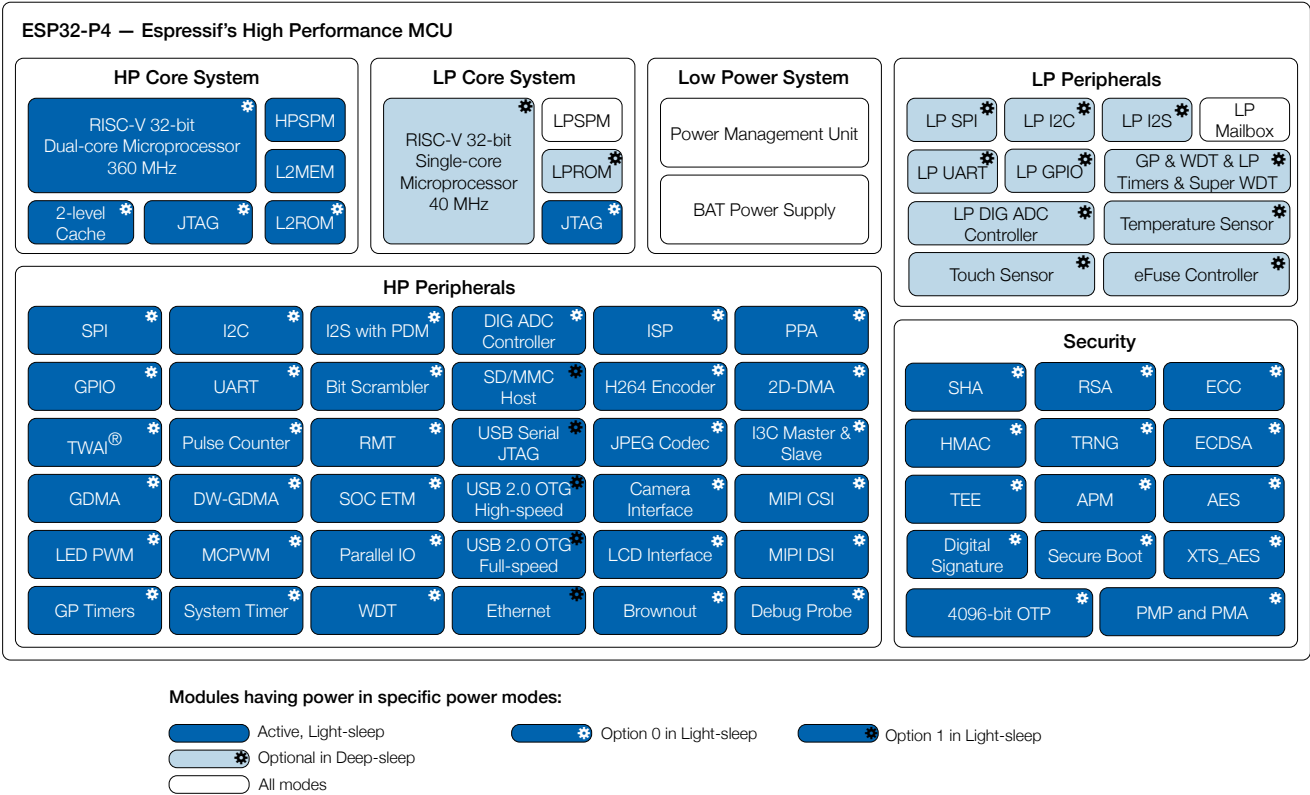 ESP32-P4 — Espressif's High Performance MCU
HP Core System
RISC-V 32-bit
Dual-core Microprocessor
360 MHz
HPSPM
L2MEM
2-level
Cache
JTAG
L2ROM
LP Core System
RISC-V 32-bit
Single-core
Microprocessor
40 MHz
LPSPM
LPROM
JTAG
Low Power System
Power Management Unit
BAT Power Supply
LP Peripherals
LP SPI
LP I2C
LP I2S
LP
Mailbox
LP UART
LP GPIO
GP & WDT & LP
Timers & Super WDT
LP DIG ADC
Controller
Temperature Sensor
Touch Sensor
eFuse Controller
HP Peripherals
SPI
I2C
I2S with PDM
DIG ADC
Controller
ISP
PPA
GPIO
UART
Bit Scrambler
SD/MMC
Host
H264 Encoder
2D-DMA
TWAI®
Pulse Counter
RMT
USB Serial
JTAG
JPEG Codec
I3C Master &
Slave
GDMA
DW-GDMA
SOC ETM
USB 2.0 OTG
High-speed
Camera
Interface
MIPI CSI
LED PWM
MCPWM
Parallel IO
USB 2.0 OTG
Full-speed
LCD Interface
MIPI DSI
GP Timers
System Timer
WDT
Ethernet
Brownout
Debug Probe
Security
SHA
RSA
ECC
HMAC
TRNG
ECDSA
TEE
APM
AES
Digital
Signature
Secure Boot
XTS_AES
4096-bit OTP
PMP and PMA
Modules having power in specific power modes:
Active, Light-sleep
Option 0 in Light-sleep
Option 1 in Light-sleep
Optional in Deep-sleep
All modes